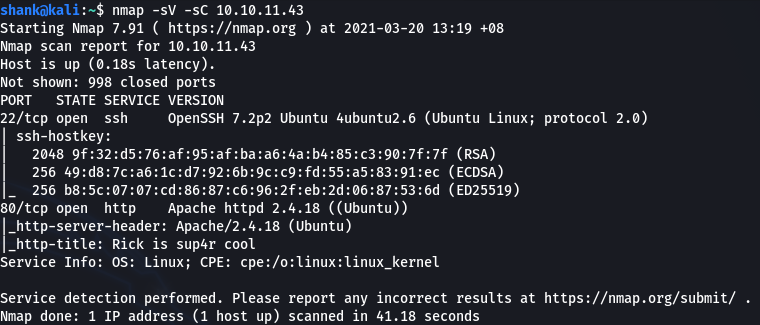 shank@kali:~$ nmap -sV -sC 10.10.11.43
Starting Nmap 7.91 ( https://nmap.org ) at 2021-03-20 13:19 +08
Nmap scan report for 10.10.11.43
Host is up (0.18s latency).
Not shown: 998 closed ports
PORT   STATE SERVICE VERSION
22/tcp open  ssh     OpenSSH 7.2p2 Ubuntu 4ubuntu2.6 (Ubuntu Linux; protocol 2.0)
| ssh-hostkey:
|   2048 9f:32:d5:76:af:95:af:ba:a6:4a:b4:85:c3:90:7f:7f (RSA)
|   256 49:d8:7c:a6:1c:d7:92:6b:9c:c9:fd:55:a5:83:91:ec (ECDSA)
|_  256 b8:5c:07:07:cd:86:87:c6:96:2f:eb:2d:06:87:53:6d (ED25519)
80/tcp open  http    Apache httpd 2.4.18 ((Ubuntu))
|_http-server-header: Apache/2.4.18 (Ubuntu)
|_http-title: Rick is sup4r cool
Service Info: OS: Linux; CPE: cpe:/o:linux:linux_kernel

Service detection performed. Please report any incorrect results at https://nmap.org/submit/ .
Nmap done: 1 IP address (1 host up) scanned in 41.18 seconds